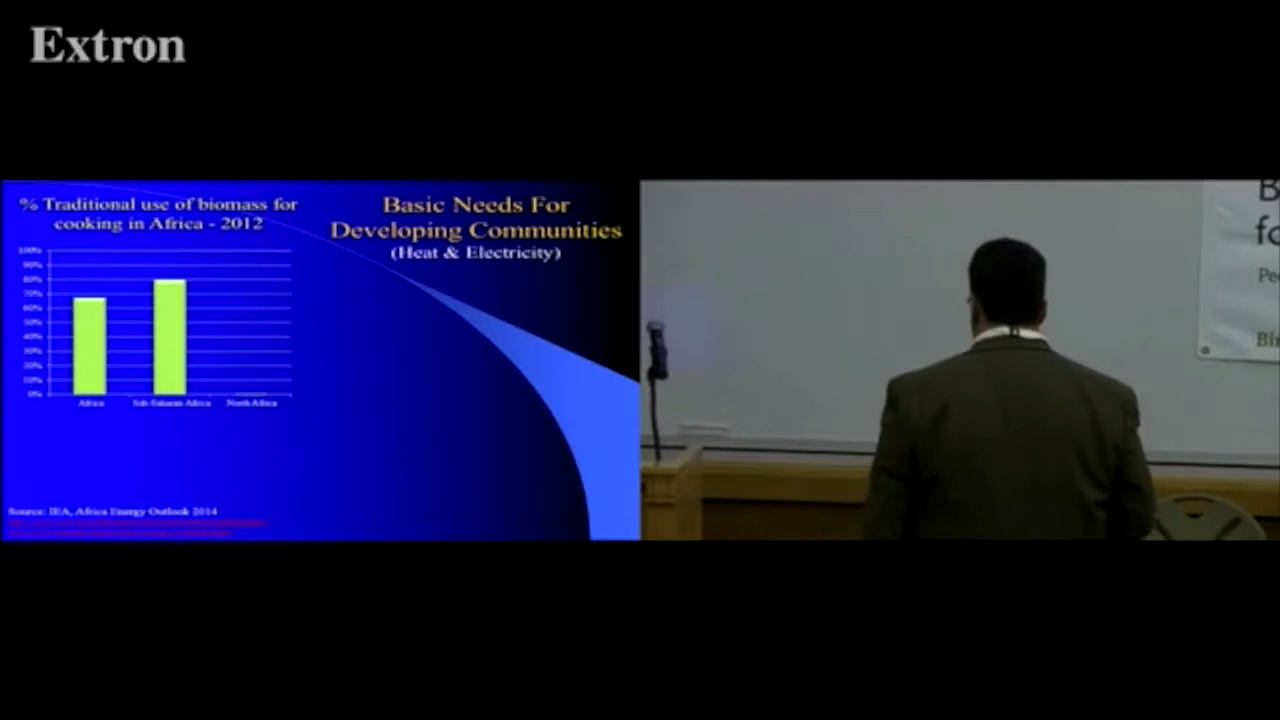 Extron
% Traditional use of biomass for
cooking in Africa - 2012
100%
90%
80%
70%
60%
50%
40%
30%
20%
10%
0%
Africa
Sub-Saharan Africa
North Africa
Basic Needs For
Developing Communities
(Heat & Electricity)
Source: IEA, Africa Energy Outlook 2014